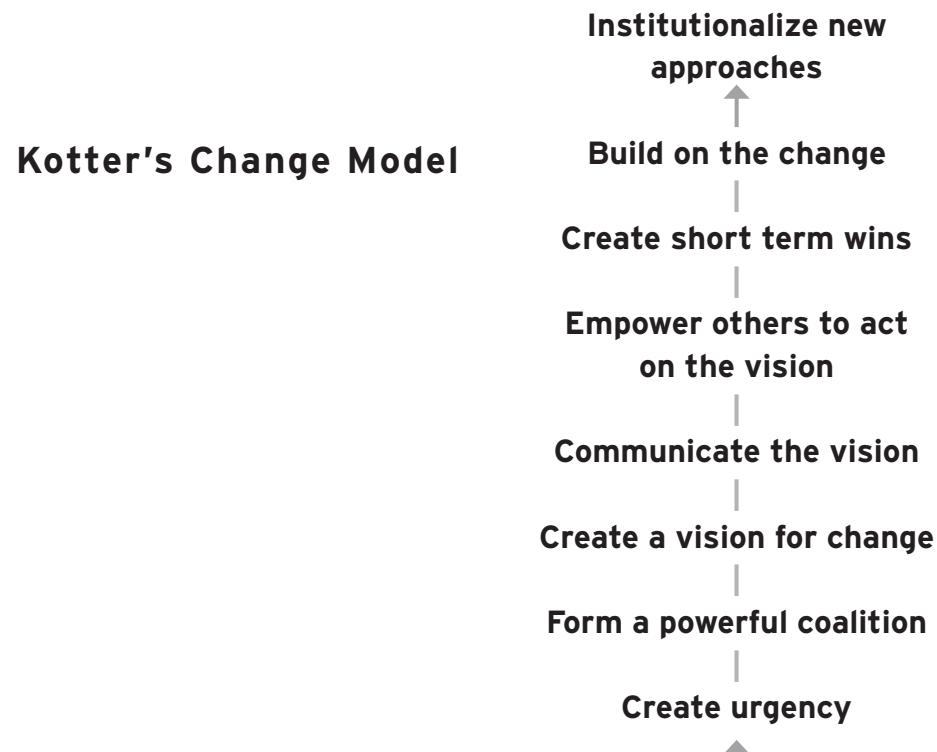 Kotter's Change Model
Institutionalize new
approaches
Build on the change
Create short term wins
Empower others to act
on the vision
Communicate the vision
Create a vision for change
Form a powerful coalition
Create urgency